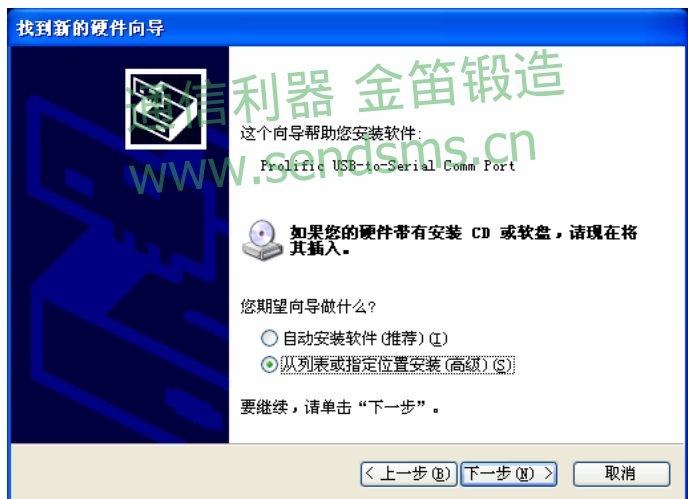 找到新的硬件向导
通信利器 金笛锻造
这个向导帮助您安装软件:
www.sendsms.cn
Prolific USB-to-Serial Comm Port
如果您的硬件带有安装 CD 或软盘，请现在将
其插入。
您期望向导做什么?
自动安装软件(推荐)(I)
从列表或指定位置安装(高级)(S)
要继续，请单击“下一步”。
< 上一步(B) 下一步(N) > 取消